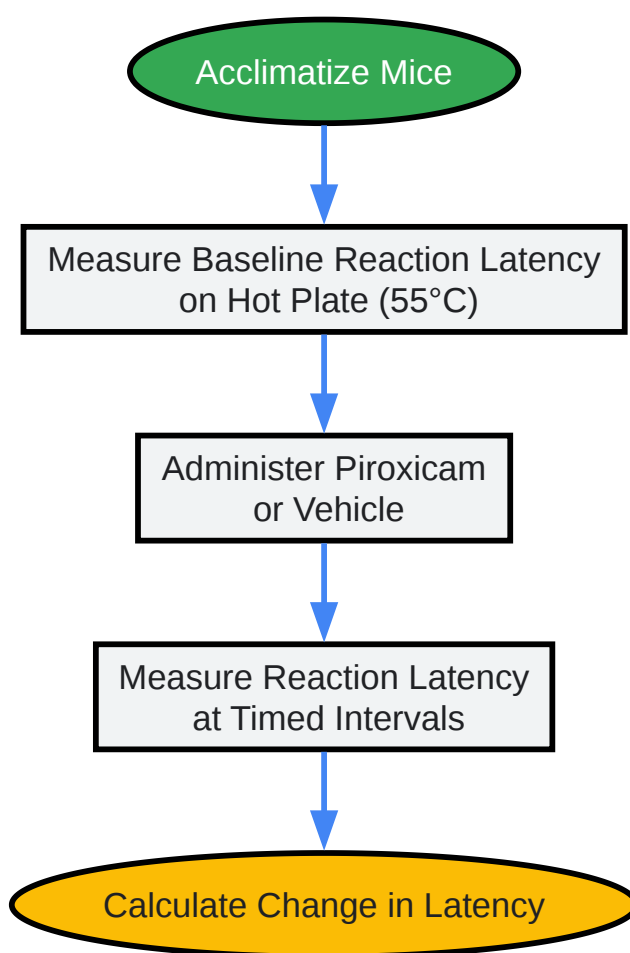 Acclimatize Mice
Measure Baseline Reaction Latency
on Hot Plate (55°C)
Administer Piroxicam
or Vehicle
Measure Reaction Latency
at Timed Intervals
Calculate Change in Latency